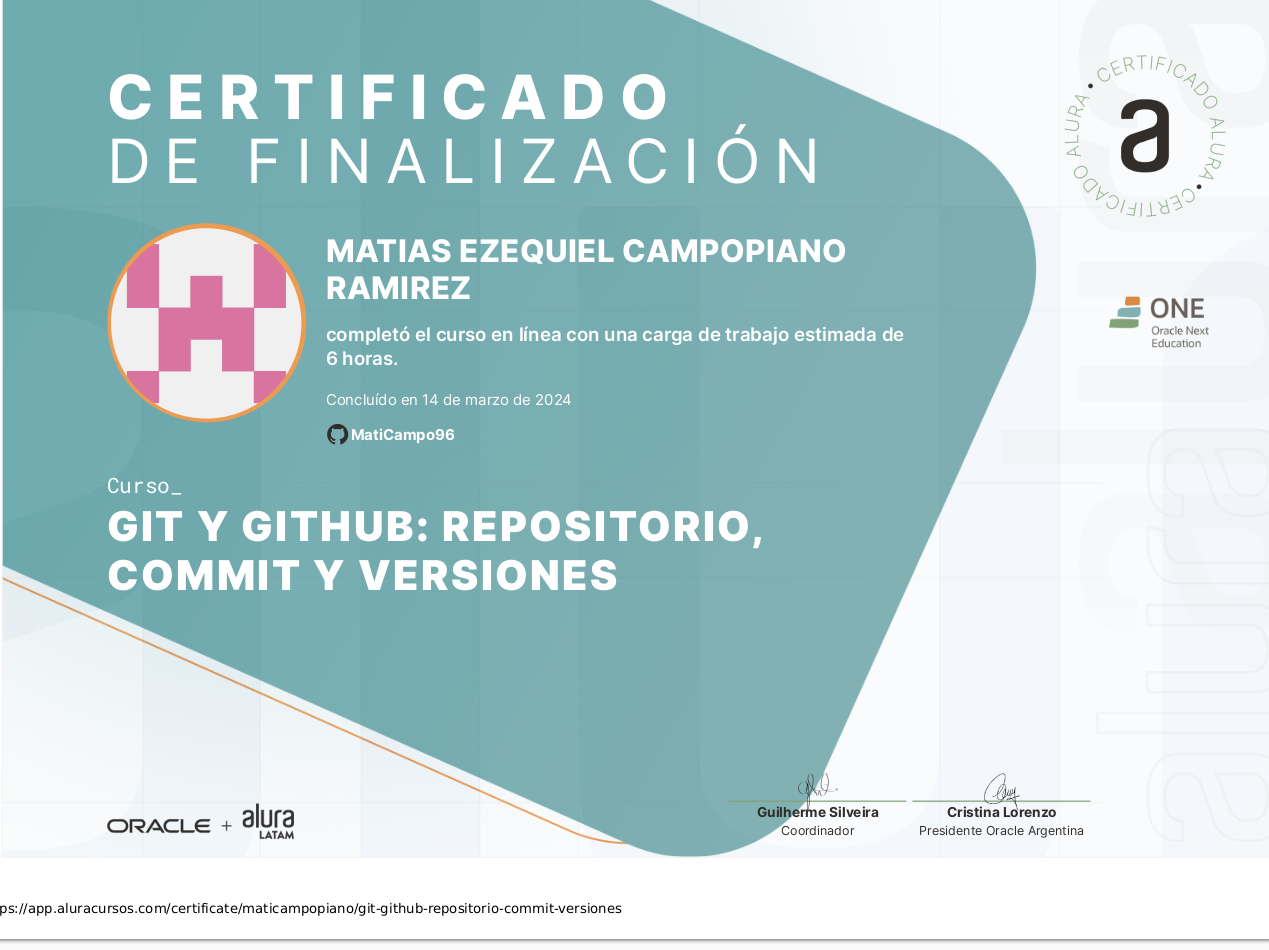 CERTIFICADO
DE FINALIZACIÓN
CERTIFICADO ALURA • CERTIFICADO ALURA •
a
MATIAS EZEQUIEL CAMPOPIANO
RAMIREZ
completó el curso en línea con una carga de trabajo estimada de
6 horas.
Concluído en 14 de marzo de 2024
MatiCampo96
ONE
Oracle Next
Education
Curso_
GIT Y GITHUB: REPOSITORIO,
COMMIT Y VERSIONES
alura
alura
ORACLE + alura
LATAM
Guilherme Silveira
Coordinador
Cristina Lorenzo
Presidente Oracle Argentina
ps://app.aluracursos.com/certificate/maticampopiano/git-github-repositorio-commit-versiones